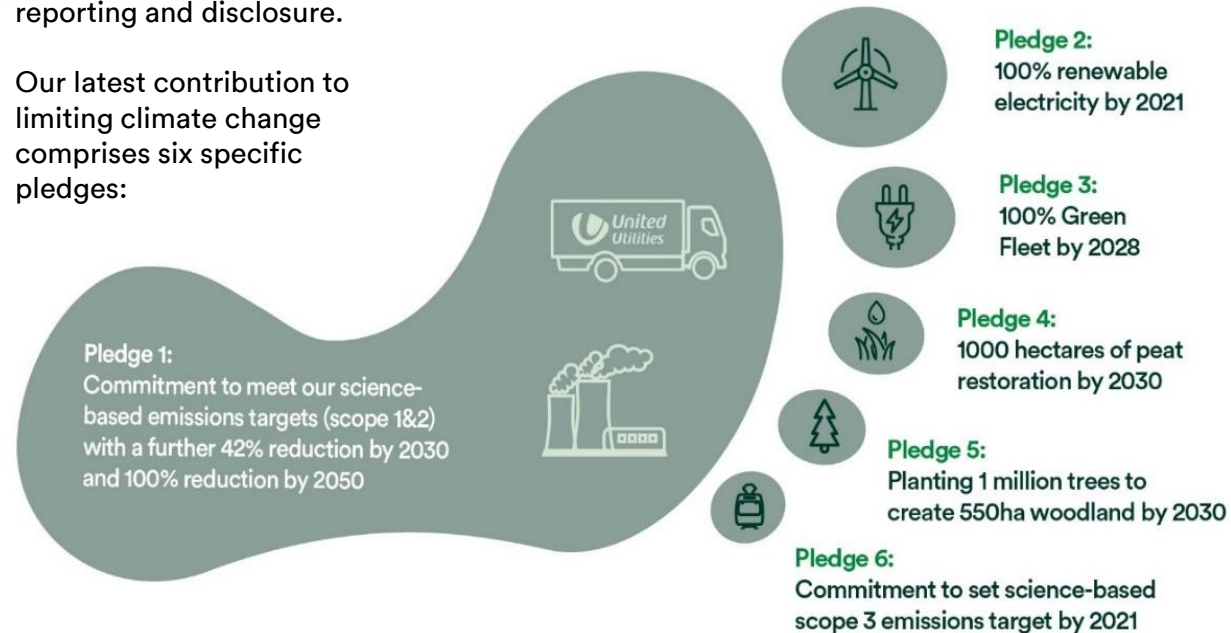 reporting and disclosure.
Our latest contribution to
limiting climate change
comprises six specific
pledges:
United
Utilities
Pledge 1:
Commitment to meet our science-
based emissions targets (scope 1&2)
with a further 42% reduction by 2030
and 100% reduction by 2050
Pledge 2:
100% renewable
electricity by 2021
Pledge 3:
100% Green
Fleet by 2028
Pledge 4:
1000 hectares of peat
restoration by 2030
Pledge 5:
Planting 1 million trees to
create 550ha woodland by 2030
Pledge 6:
Commitment to set science-based
scope 3 emissions target by 2021